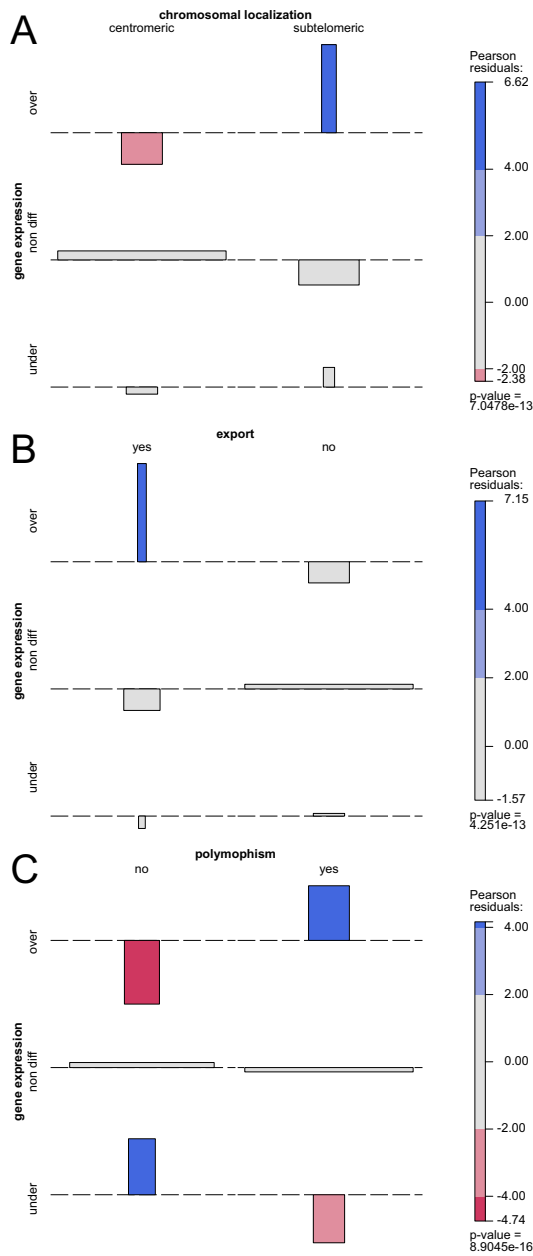 A
chromosomal localization
centromeric subtelomeric
gene expression
over
non diff
under
Pearson
residuals:
6.62
4.00
2.00
0.00
-2.00
-2.38
p-value =
7.0478e-13
B
export
yes no
gene expression
over
non diff
under
Pearson
residuals:
7.15
4.00
2.00
0.00
-1.57
p-value =
4.251e-13
C
polymophism
no yes
gene expression
over
non diff
under
Pearson
residuals:
4.00
2.00
0.00
-2.00
-4.00
-4.74
p-value =
8.9045e-16